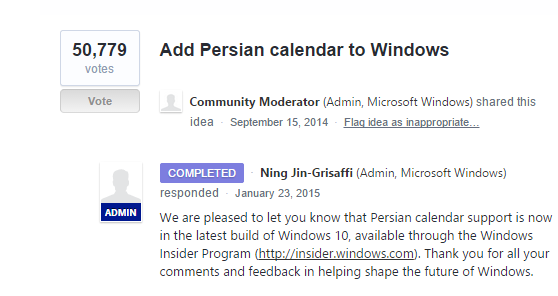 50,779
votes
Vote
Add Persian calendar to Windows
Community Moderator (Admin, Microsoft Windows) shared this
idea · September 15, 2014 · Flag idea as inappropriate…
COMPLETED · Ning Jin-Grisaffi (Admin, Microsoft Windows)
responded · January 23, 2015
ADMIN
We are pleased to let you know that Persian calendar support is now
in the latest build of Windows 10, available through the Windows
Insider Program (http://insider.windows.com). Thank you for all your
comments and feedback in helping shape the future of Windows.